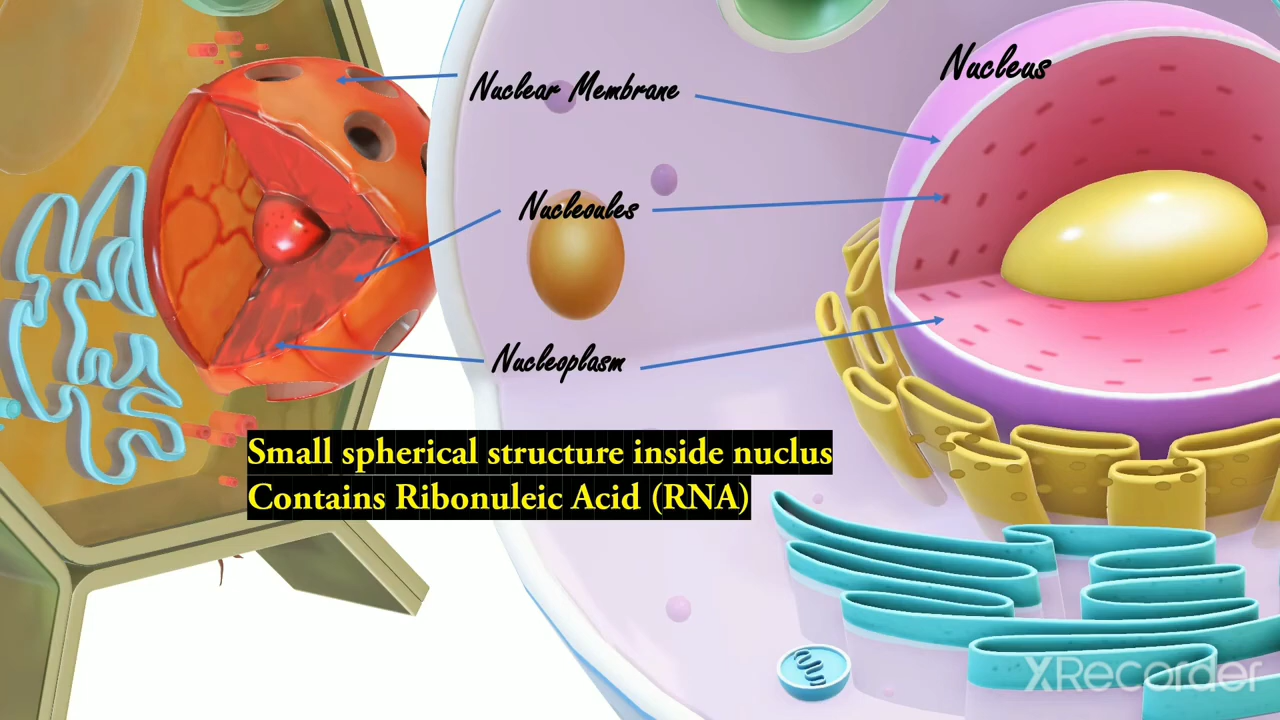 Nucleus
Nuclear Membrane
Nucleoules
Nucleoplasm
Small spherical structure inside nuclus
Contains Ribonuleic Acid (RNA)
XRecorder